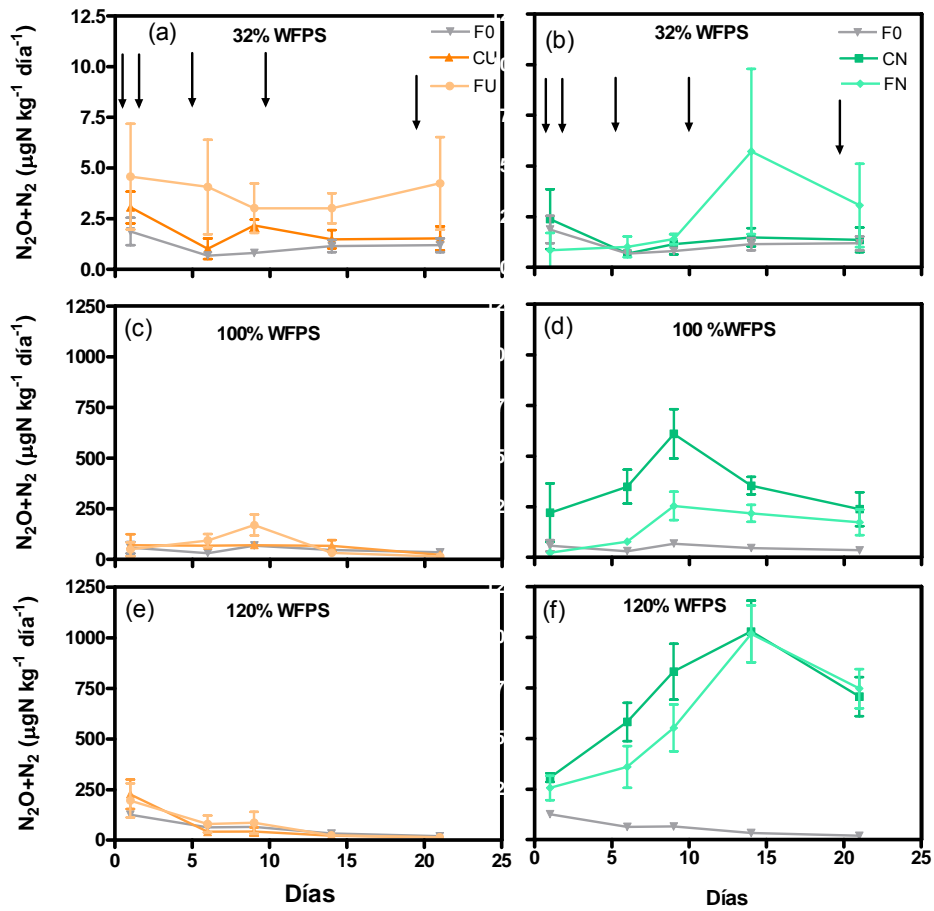 (a)
32% WFPS
F0
CU
FU
12.5
10.0
7.5
5.0
2.5
0.0
N₂O+N₂ (µgN kg⁻¹ día⁻¹)
(b)
32% WFPS
F0
CN
FN
(c)
100% WFPS
1250
1000
750
500
250
0
N₂O+N₂ (µgN kg⁻¹ día⁻¹)
(d)
100 %WFPS
(e)
120% WFPS
1250
1000
750
500
250
0
N₂O+N₂ (µgN kg⁻¹ día⁻¹)
0 5 10 15 20 25
Días
(f)
120% WFPS
0 5 10 15 20 25
Días